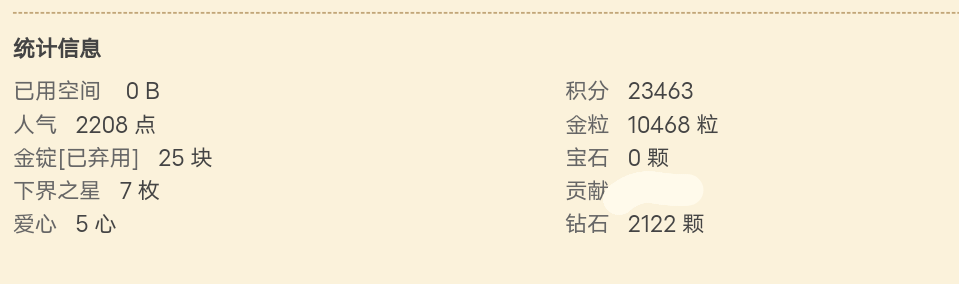 统计信息
已用空间 0 B 积分 23463
人气 2208 点 金粒 10468 粒
金锭[已弃用] 25 块 宝石 0 颗
下界之星 7 枚 贡献
爱心 5 心 钻石 2122 颗